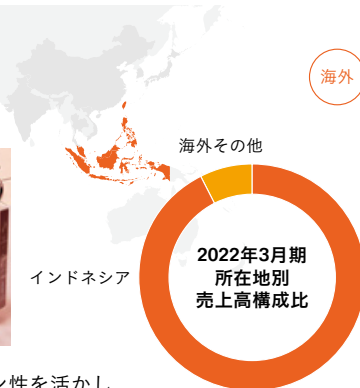 海外
海外その他
2022年3月期
所在地別
売上高構成比
インドネシア
性を活かし